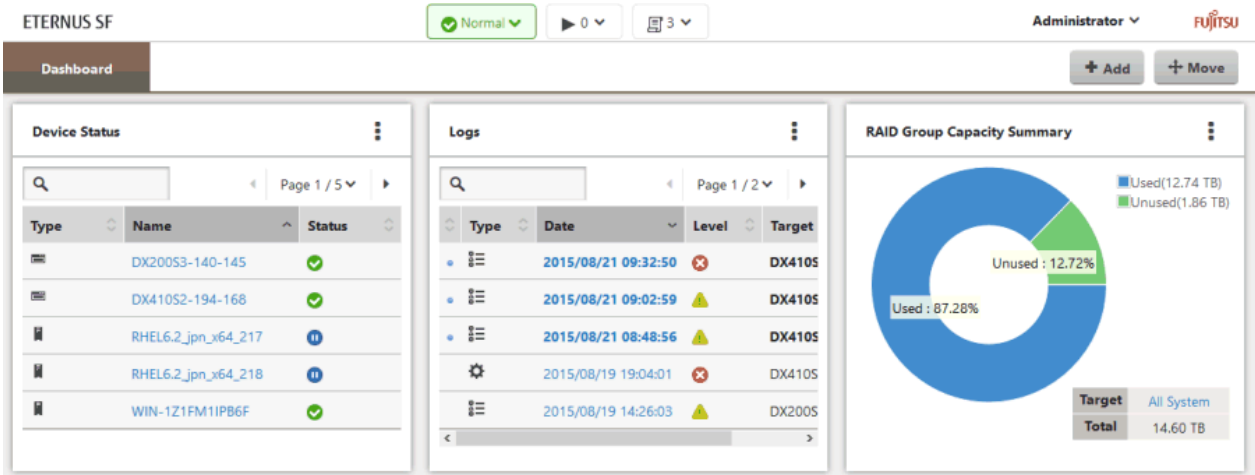 ETERNUS SF
Normal
0
3
Administrator
FUJITSU
Dashboard
Add
Move
Device Status
Page 1 / 5
Type Name Status
DX200S3-140-145
DX410S2-194-168
RHEL6.2_jpn_x64_217
RHEL6.2_jpn_x64_218
WIN-1Z1FM1IPB6F
Logs
Page 1 / 2
Type Date Level Target
2015/08/21 09:32:50 DX410S
2015/08/21 09:02:59 DX410S
2015/08/21 08:48:56 DX410S
2015/08/19 19:04:01 DX410S
2015/08/19 14:26:03 DX200S
RAID Group Capacity Summary
Used(12.74 TB)
Unused(1.86 TB)
Unused : 12.72%
Used : 87.28%
Target All System
Total 14.60 TB